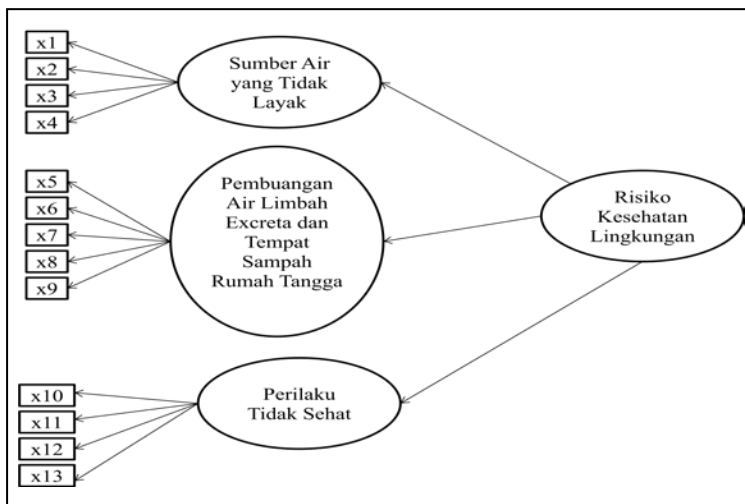 x1
x2
x3
x4
Sumber Air
yang Tidak
Layak
x5
x6
x7
x8
x9
Pembuangan
Air Limbah
Excreta dan
Tempat
Sampah
Rumah Tangga
Risiko
Kesehatan
Lingkungan
x10
x11
x12
x13
Perilaku
Tidak Sehat